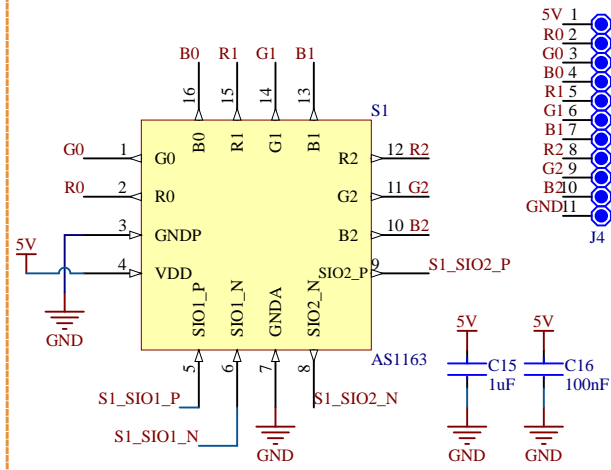 B0 R1 G1 B1
16 15 14 13
S1
B0 R1 G1 B1
G0 1 G0
R0 2 R0
3 GNDP
5V 4 VDD
GND
R2 12 R2
G2 11 G2
B2 10 B2
SIO2_P 9 S1_SIO2_P
SIO1_P SIO1_N GNDA SIO2_N
AS1163
5 6 7 8
S1_SIO1_P
S1_SIO1_N
S1_SIO2_N
GND
5V 1
R0 2
G0 3
B0 4
R1 5
G1 6
B1 7
R2 8
G2 9
B2 10
GND 11
J4
5V
C15
1uF
GND
5V
C16
100nF
GND